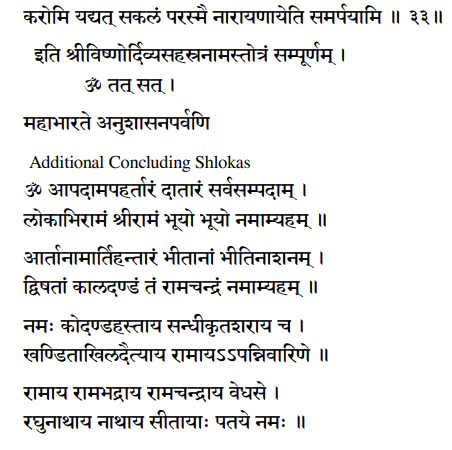 करोमि यद्यत् सकलं परस्मै नारायणायेति समर्पयामि ॥ ३३॥
इति श्रीविष्णोर्दिव्यसहस्रनामस्तोत्रं सम्पूर्णम् ।
ॐ तत् सत् ।
महाभारते अनुशासनपर्वणि
Additional Concluding Shlokas
ॐ आपदामपहर्तारं दातारं सर्वसम्पदाम् ।
लोकाभिरामं श्रीरामं भूयो भूयो नमाम्यहम् ॥
आर्तानामार्तिहन्तारं भीतानां भीतिनाशनम् ।
द्विषतां कालदण्डं तं रामचन्द्रं नमाम्यहम् ॥
नमः कोदण्डहस्ताय सन्धीकृतशराय च ।
खण्डिताखिलदैत्याय रामायऽऽपन्निवारिणे ॥
रामाय रामभद्राय रामचन्द्राय वेधसे ।
रघुनाथाय नाथाय सीतायाः पतये नमः ॥